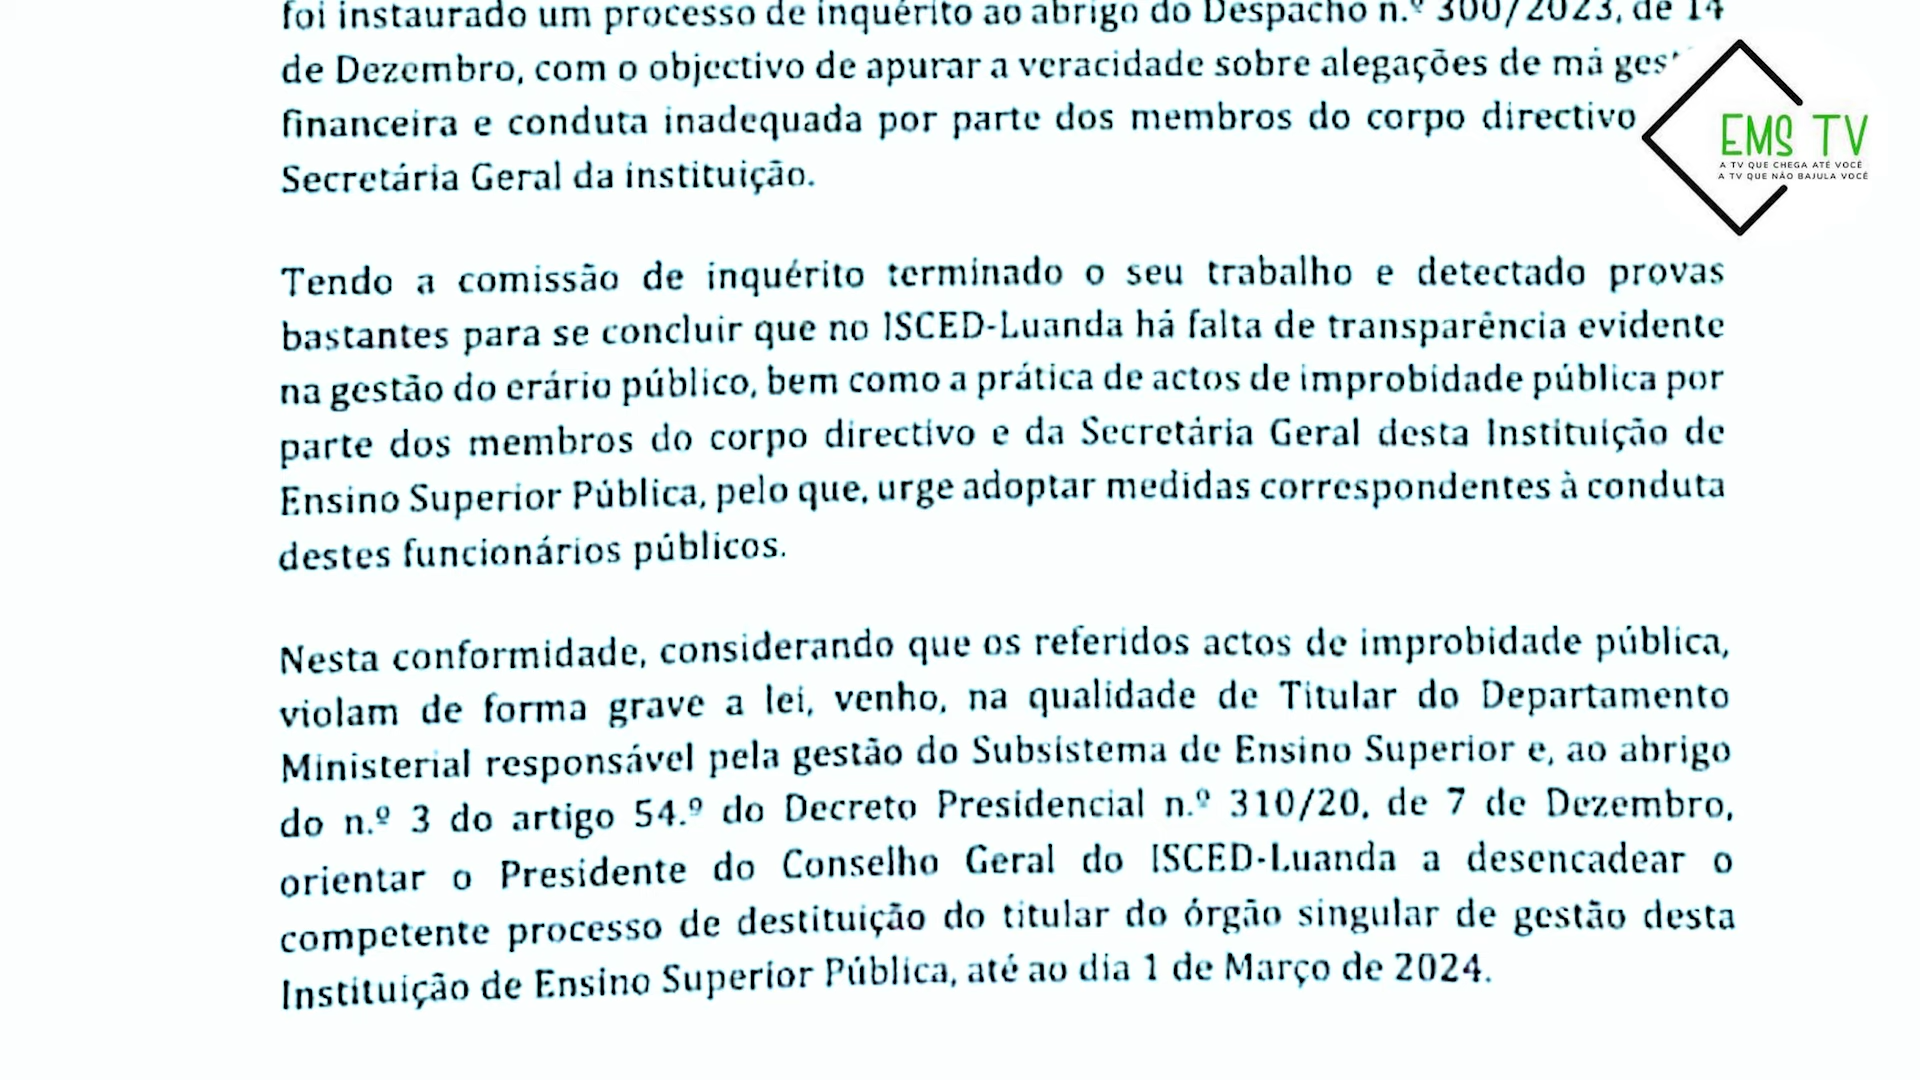 foi instaurado um processo de inquérito ao abrigo do Despacho n.º 300/2023, de 14
de Dezembro, com o objectivo de apurar a veracidade sobre alegações de má gest
financeira e conduta inadequada por parte dos membros do corpo directivo
Secretária Geral da instituição.
EMS TV
A TV QUE CHEGA ATÉ VOCÊ
A TV QUE NÃO BAJULA VOCÊ
Tendo a comissão de inquérito terminado o seu trabalho e detectado provas
bastantes para se concluir que no ISCED-Luanda há falta de transparência evidente
na gestão do erário público, bem como a prática de actos de improbidade pública por
parte dos membros do corpo directivo e da Secretária Geral desta Instituição de
Ensino Superior Pública, pelo que, urge adoptar medidas correspondentes à conduta
destes funcionários públicos.
Nesta conformidade, considerando que os referidos actos de improbidade pública,
violam de forma grave a lei, venho, na qualidade de Titular do Departamento
Ministerial responsável pela gestão do Subsistema de Ensino Superior e, ao abrigo
do n.º 3 do artigo 54.º do Decreto Presidencial n.º 310/20, de 7 de Dezembro,
orientar o Presidente do Conselho Geral do ISCED-Luanda a desencadear o
competente processo de destituição do titular do órgão singular de gestão desta
Instituição de Ensino Superior Pública, até ao dia 1 de Março de 2024.